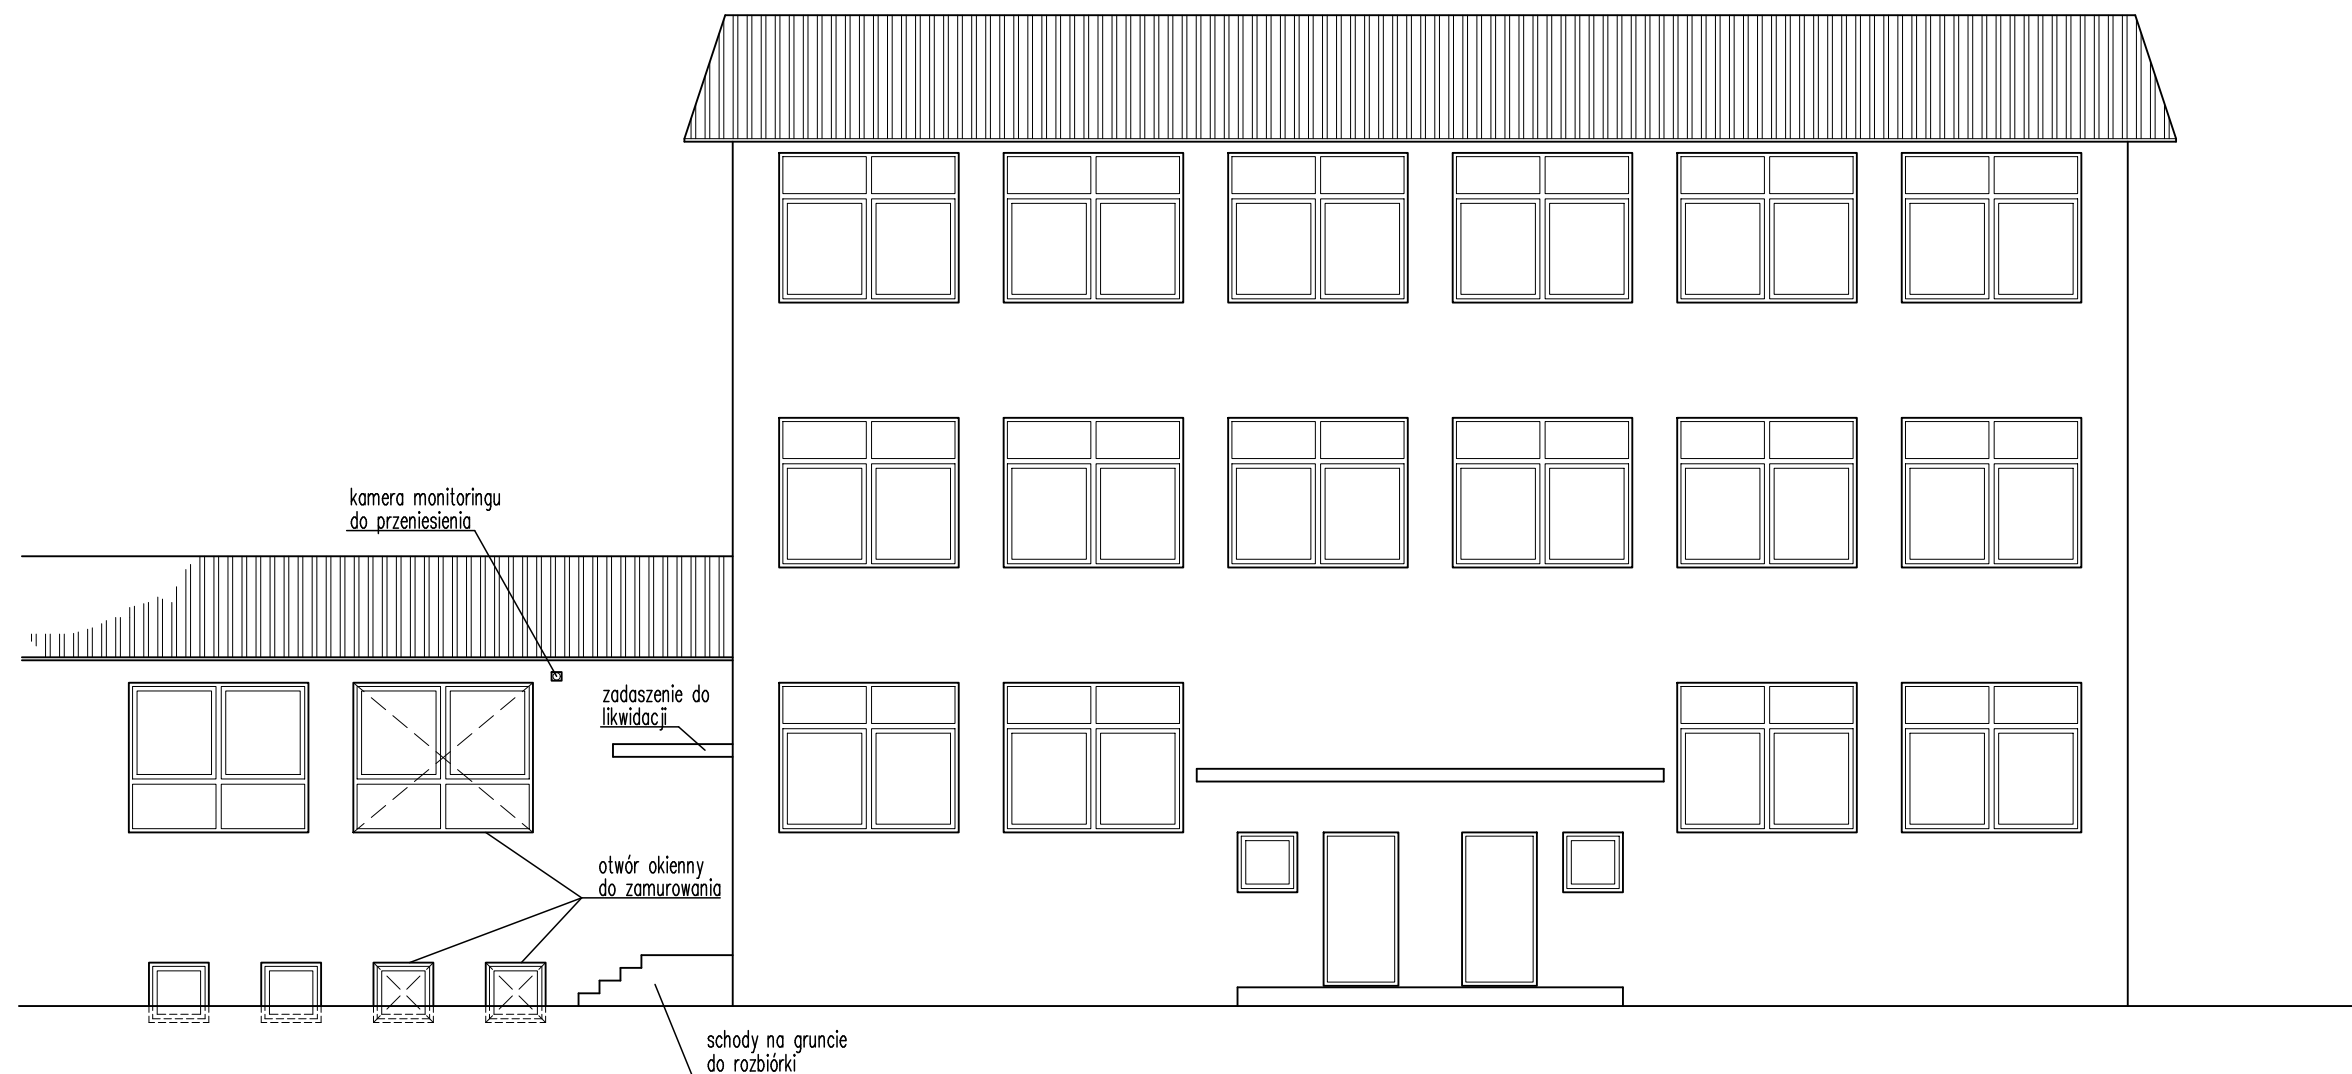 kamera monitoringu
do przeniesienia
zadaszenie do
likwidacji
otwór okienny
do zamurowania
schody na gruncie
do rozbiórki